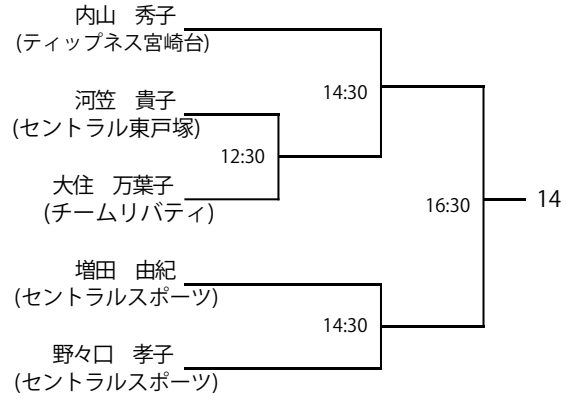 内山　秀子
(ティップネス宮崎台)
14:30
河笠　貴子
(セントラル東戸塚)
12:30
大住　万葉子
(チームリバティ)
16:30
14
増田　由紀
(セントラルスポーツ)
14:30
野々口　孝子
(セントラルスポーツ)